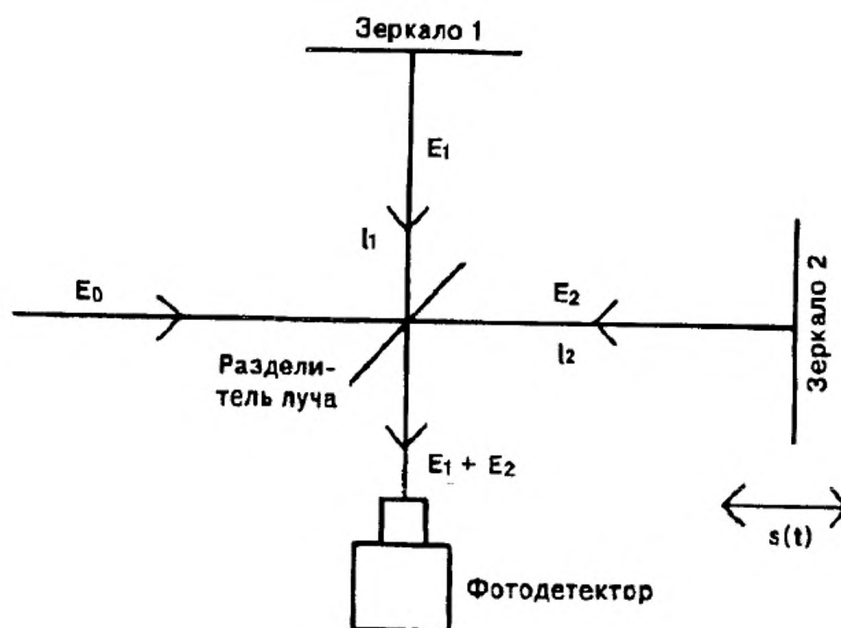 Зеркало 1
E₁
l₁
E₀
E₂
l₂
Зеркало 2
Раздели-
тель луча
E₁ + E₂
s(t)
Фотодетектор